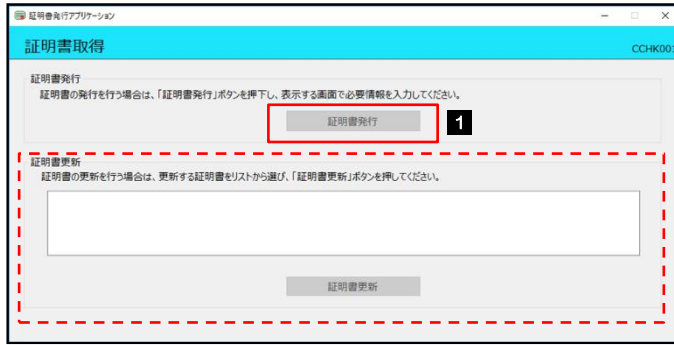 証明書発行アプリケーション
証明書取得
CCHK001
証明書発行
証明書の発行を行う場合は、「証明書発行」ボタンを押下し、表示する画面で必要情報を入力してください。
証明書発行
1
証明書更新
証明書の更新を行う場合は、更新する証明書をリストから選び、「証明書更新」ボタンを押してください。
証明書更新